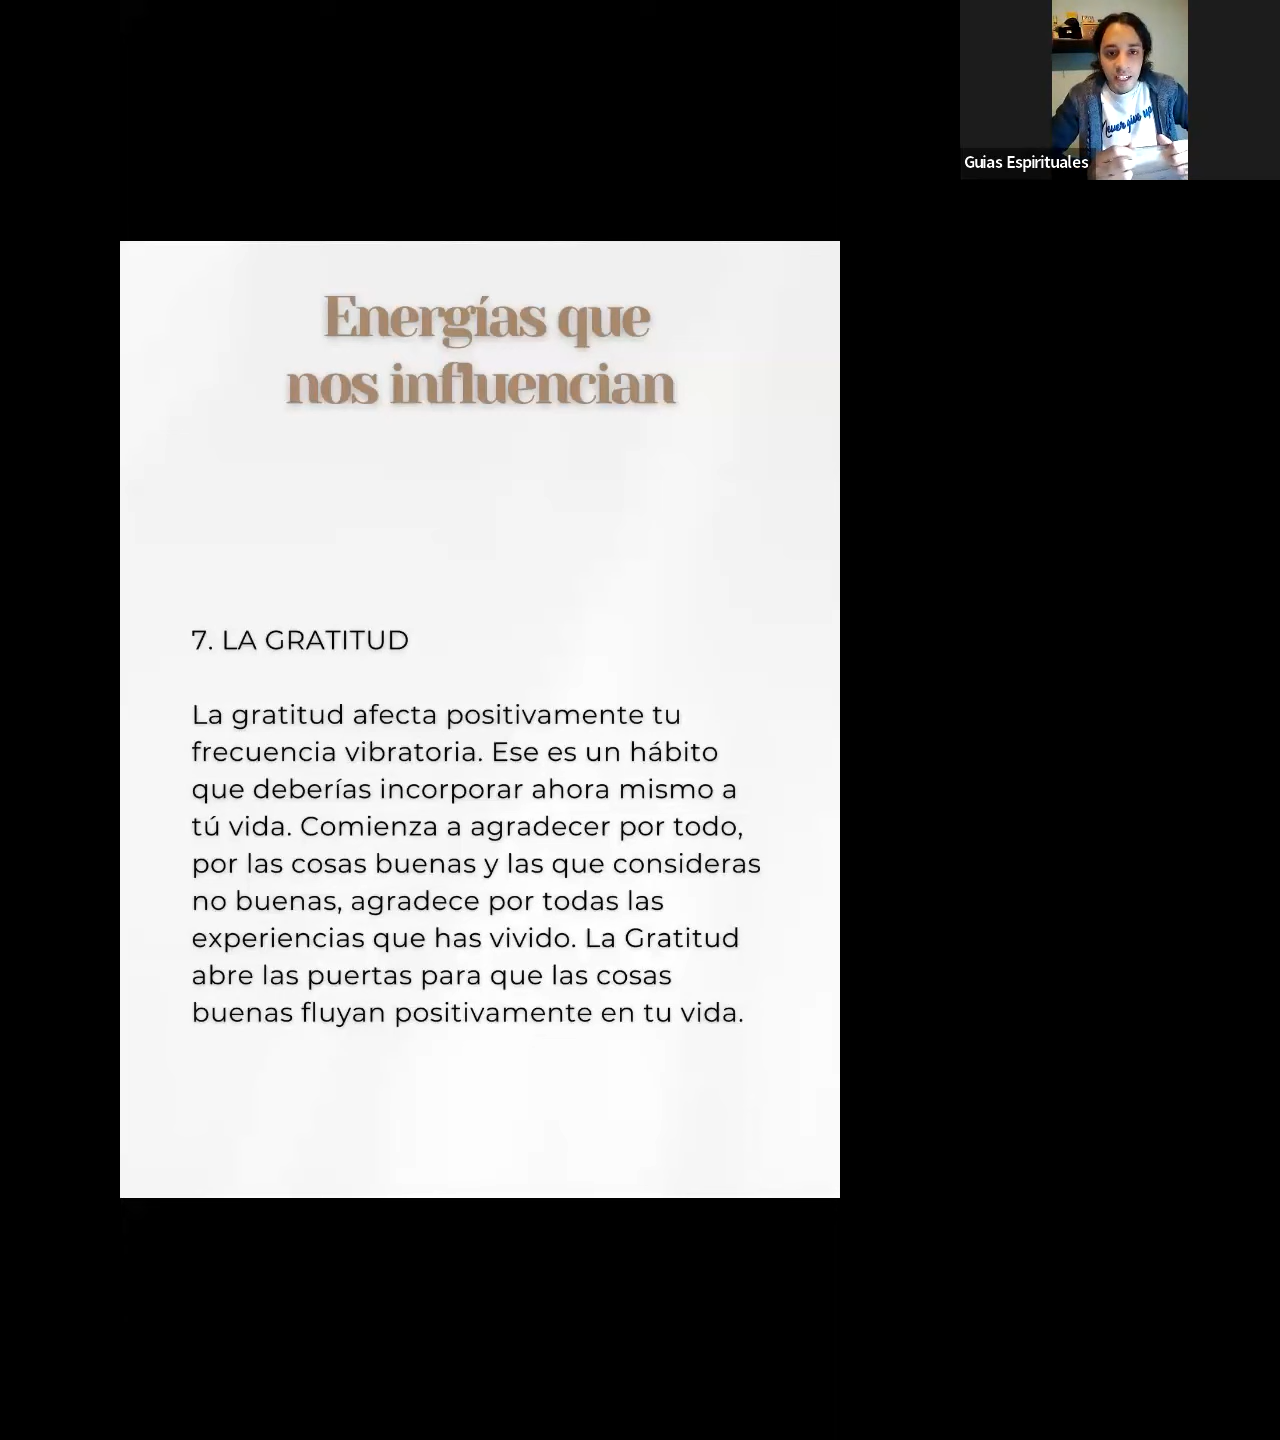 never give up
Guias Espirituales
Energías que
nos influencian
7. LA GRATITUD
La gratitud afecta positivamente tu
frecuencia vibratoria. Ese es un hábito
que deberías incorporar ahora mismo a
tú vida. Comienza a agradecer por todo,
por las cosas buenas y las que consideras
no buenas, agradece por todas las
experiencias que has vivido. La Gratitud
abre las puertas para que las cosas
buenas fluyan positivamente en tu vida.